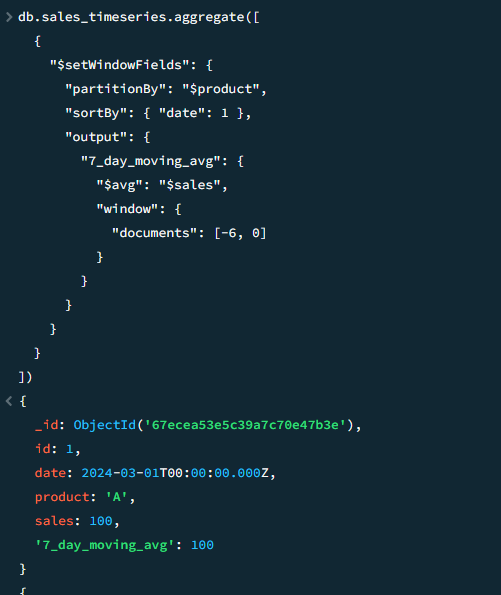 db.sales_timeseries.aggregate([
  {
    "$setWindowFields": {
      "partitionBy": "$product",
      "sortBy": { "date": 1 },
      "output": {
        "7_day_moving_avg": {
          "$avg": "$sales",
          "window": {
            "documents": [-6, 0]
          }
        }
      }
    }
  }
])
{
  _id: ObjectId('67ecea53e5c39a7c70e47b3e'),
  id: 1,
  date: 2024-03-01T00:00:00.000Z,
  product: 'A',
  sales: 100,
  '7_day_moving_avg': 100
}
{